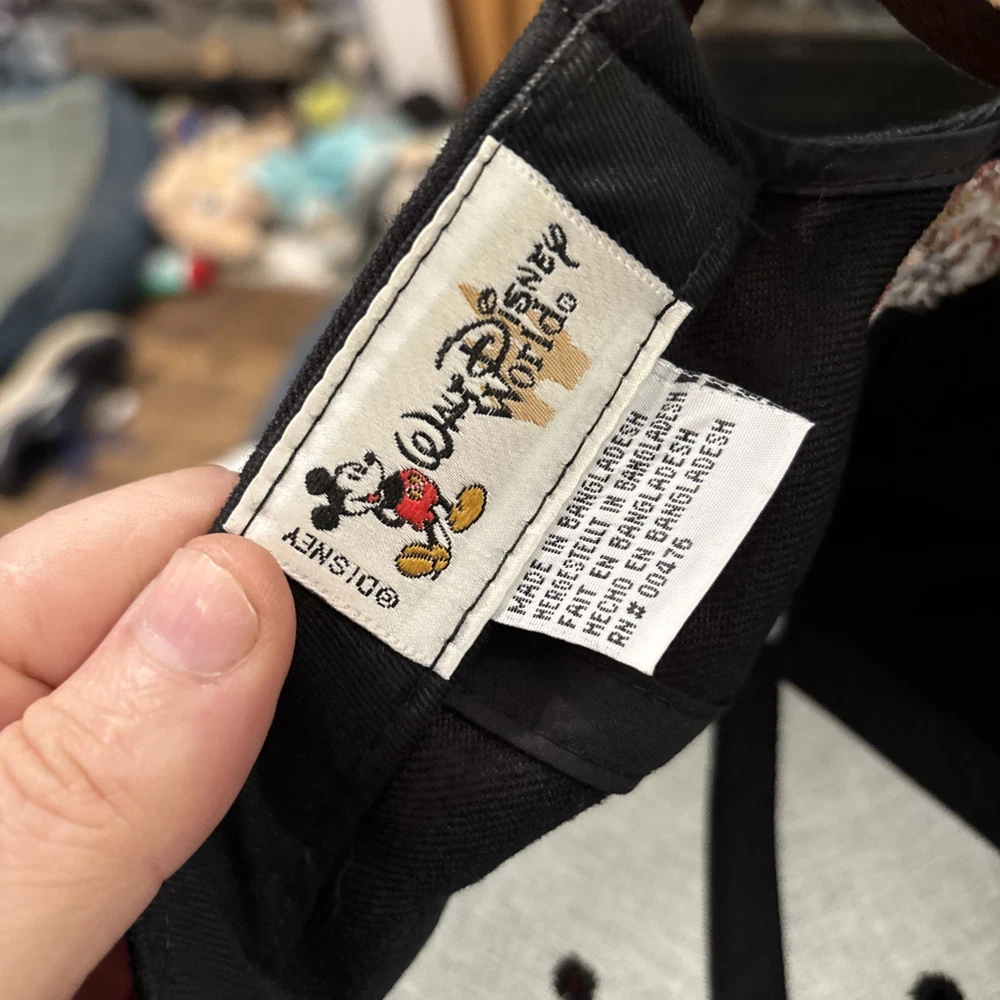 Walt Disney
World®
©DISNEY
MADE IN BANGLADESH
HERGESTELLT IN BANGLADESH
FAIT EN BANGLADESH
HECHO EN BANGLADESH
RN# 00476